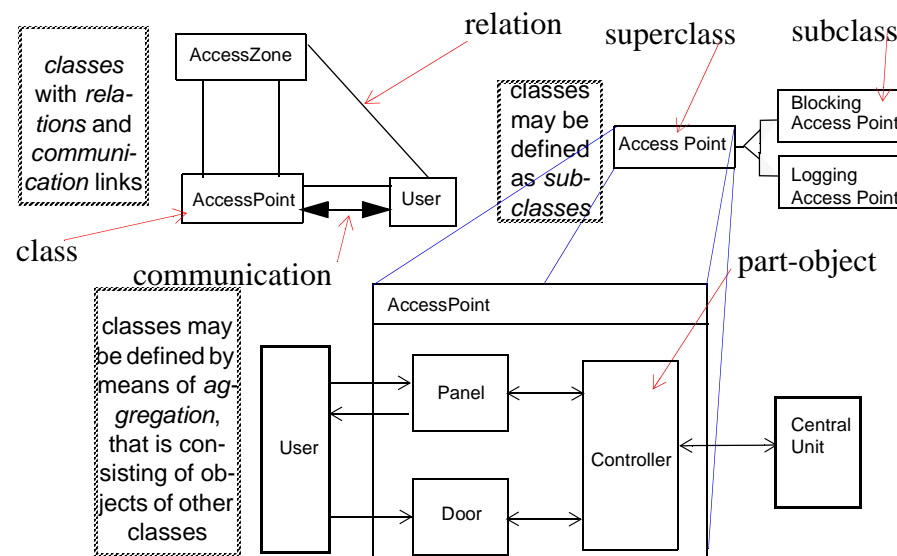 relation
superclass
subclass
AccessZone
classes
with rela-
tions and
communi-
cation links
AccessPoint
User
class
communication
classes
may be
defined
as sub-
classes
Access Point
Blocking
Access Point
Logging
Access Point
part-object
classes may
be defined by
means of ag-
ggregation,
that is con-
sisting of ob-
jects of other
classes
AccessPoint
User
Panel
Door
Controller
Central
Unit